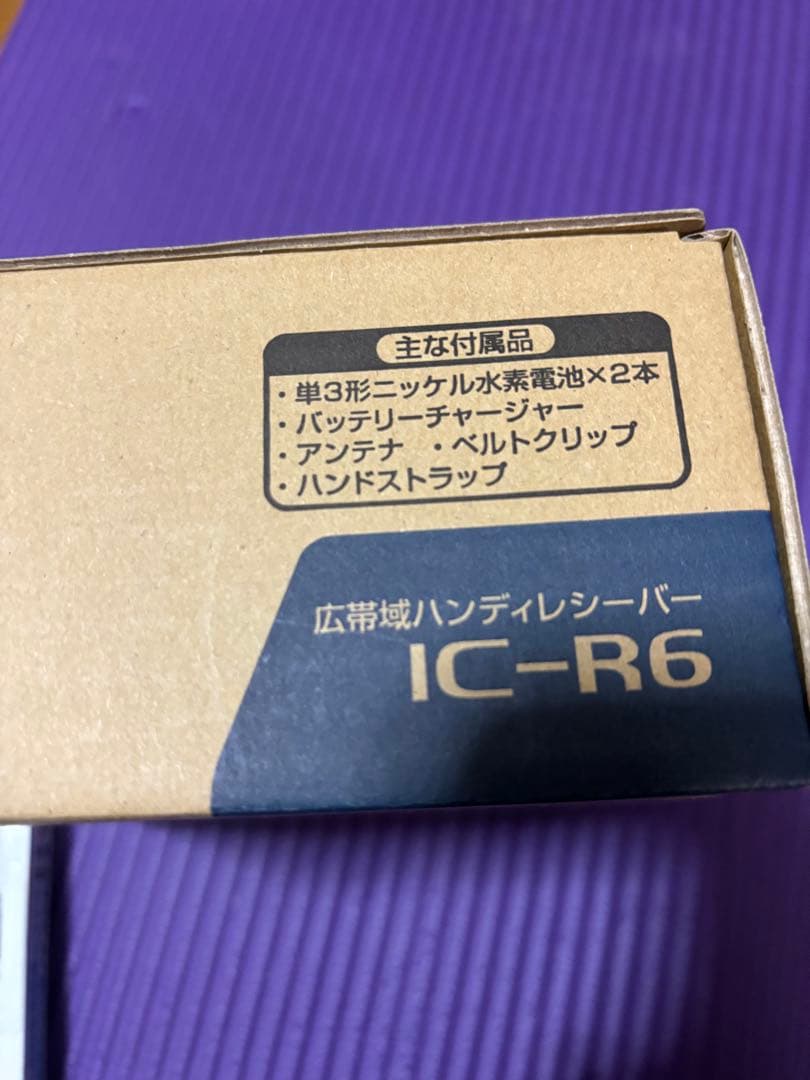 主な付属品
・単3形ニッケル水素電池×2本
・バッテリーチャージャー
・アンテナ ・ベルトクリップ
・ハンドストラップ
広帯域ハンディレシーバー
IC-R6